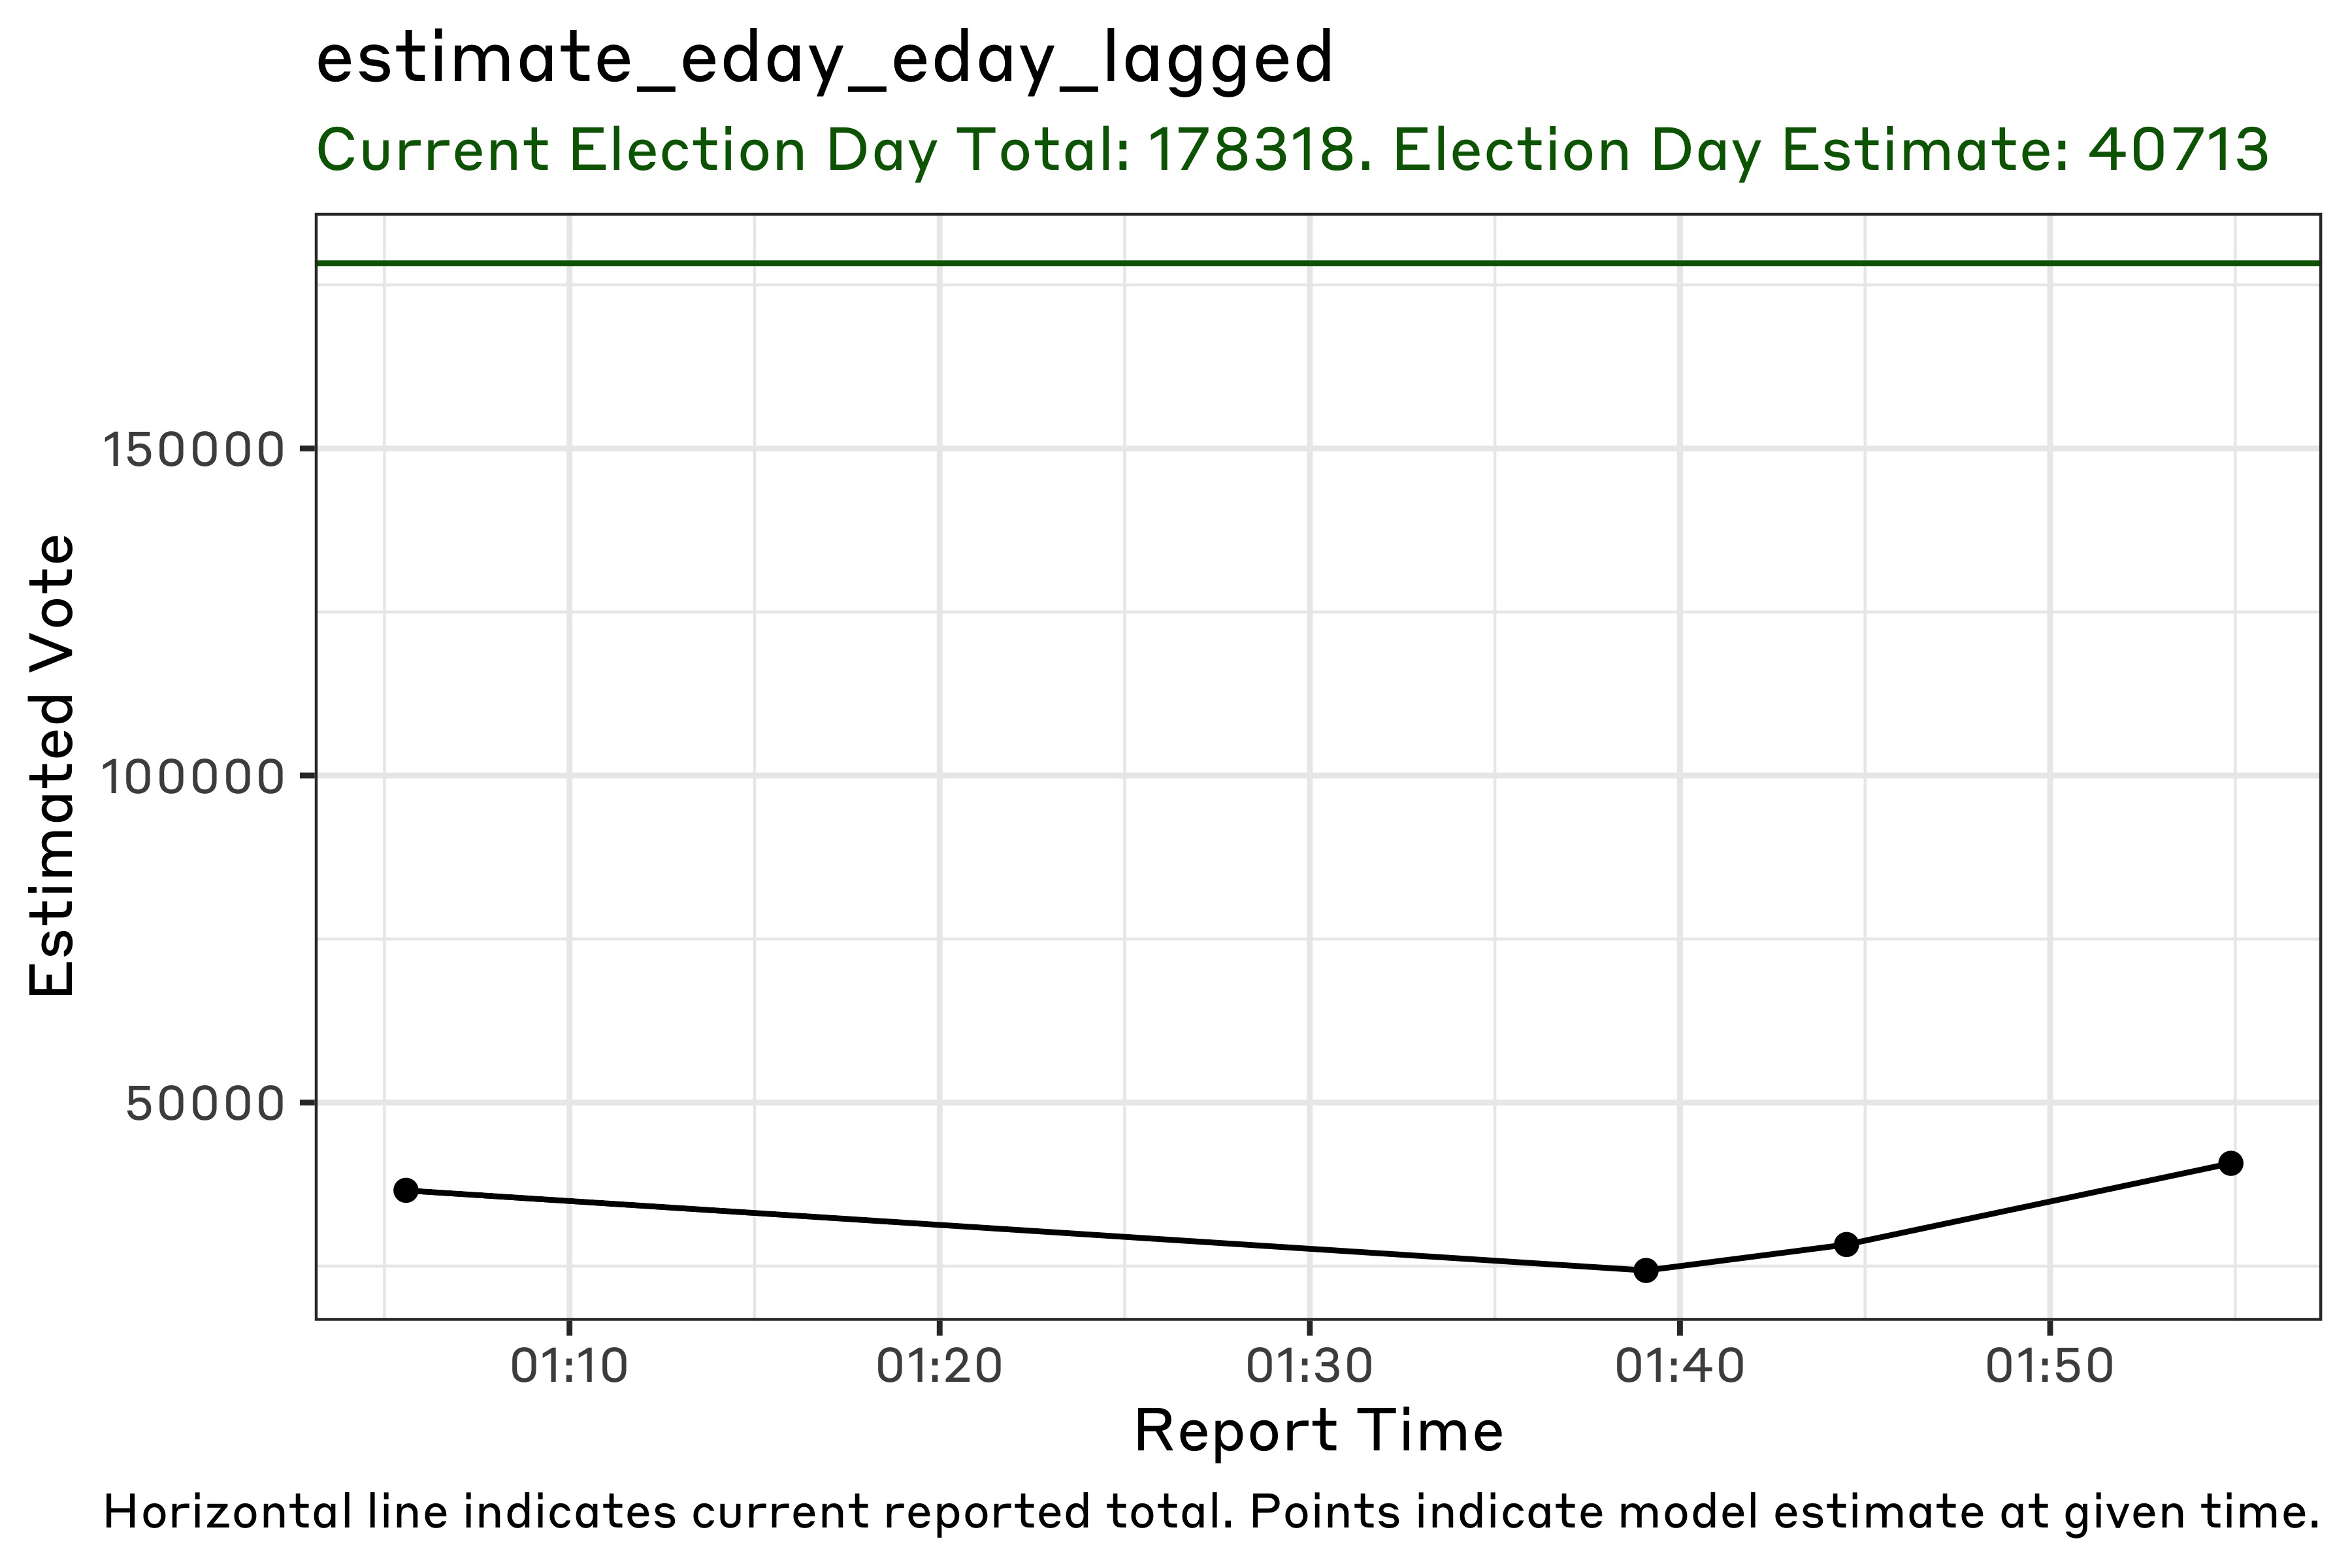 estimate_eday_eday_lagged
Current Election Day Total: 178318. Election Day Estimate: 40713
Estimated Vote
150000
100000
50000
01:10 01:20 01:30 01:40 01:50
Report Time
Horizontal line indicates current reported total. Points indicate model estimate at given time.